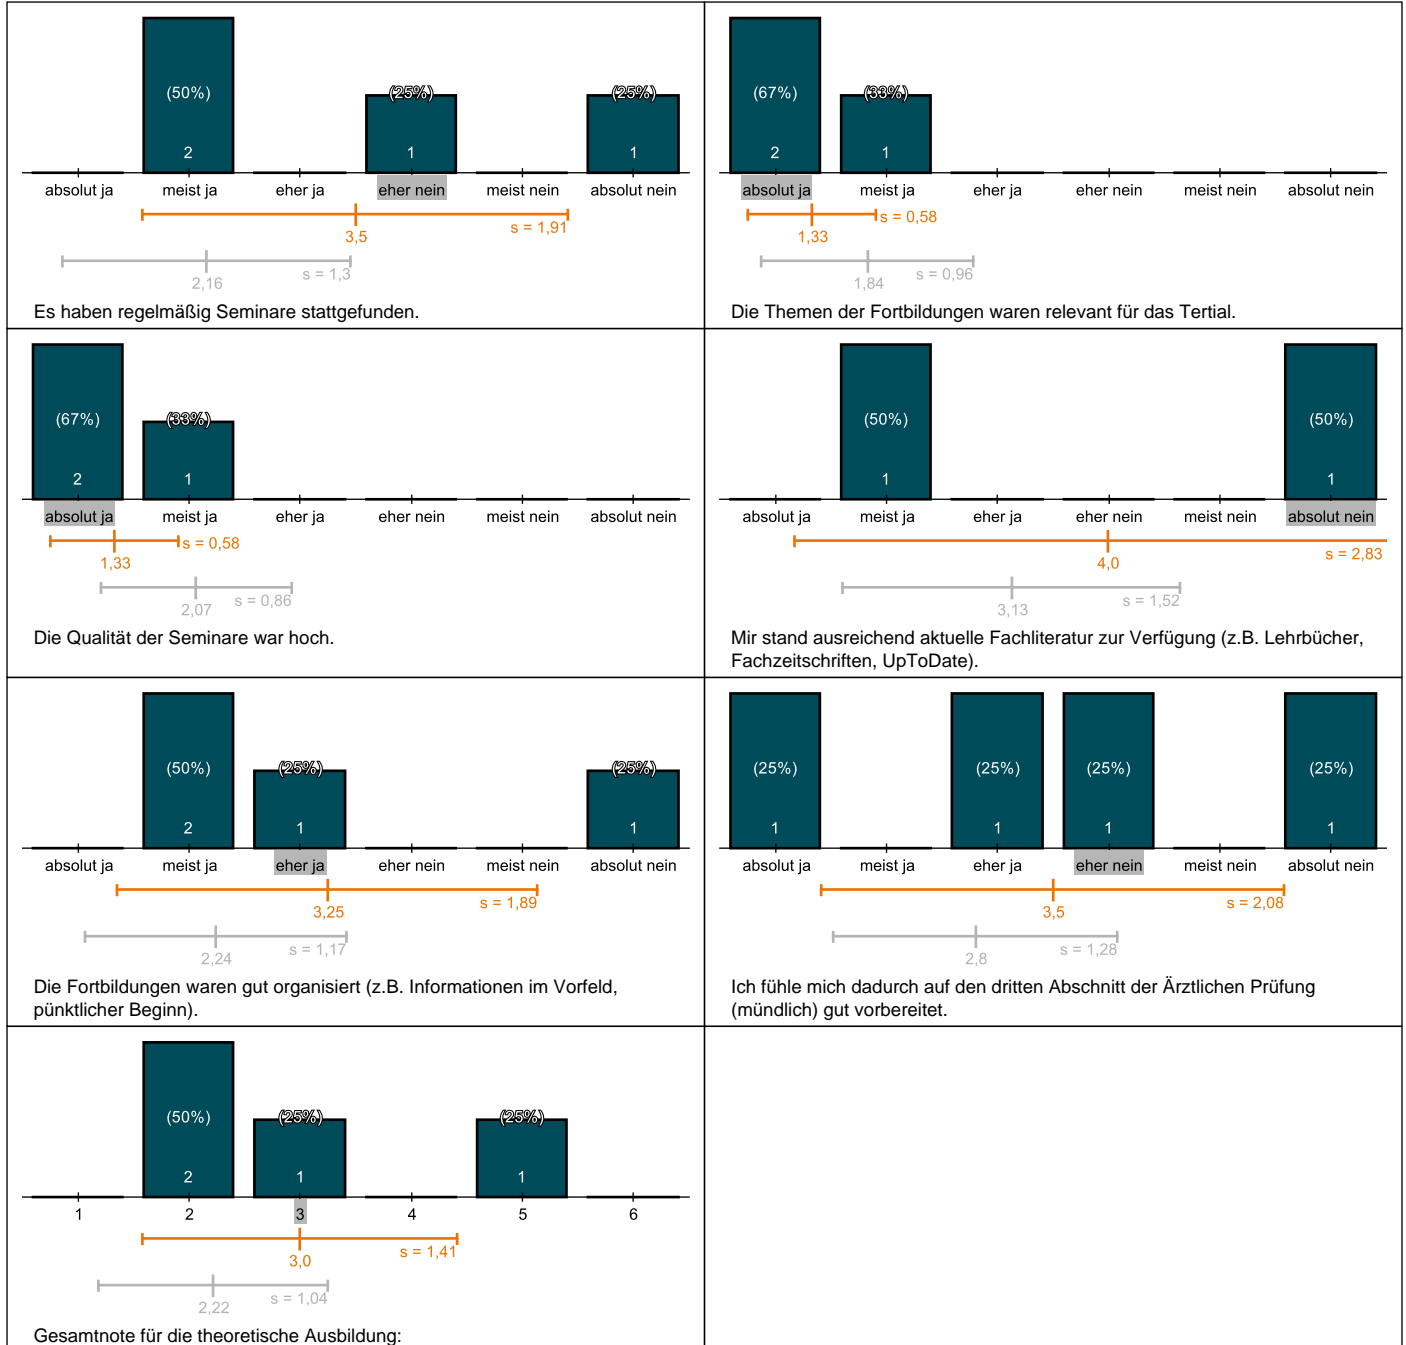 (50%) (25%) (25%)
2 1 1
absolut ja meist ja eher ja eher nein meist nein absolut nein
s = 1,91
3,5
s = 1,3
2,16
Es haben regelmäßig Seminare stattgefunden.
(67%) (33%)
2 1
absolut ja meist ja eher ja eher nein meist nein absolut nein
s = 0,58
1,33
s = 0,96
1,84
Die Themen der Fortbildungen waren relevant für das Tertial.
(67%) (33%)
2 1
absolut ja meist ja eher ja eher nein meist nein absolut nein
s = 0,58
1,33
s = 0,86
2,07
Die Qualität der Seminare war hoch.
(50%) (50%)
1 1
absolut ja meist ja eher ja eher nein meist nein absolut nein
s = 2,83
4,0
s = 1,52
3,13
Mir stand ausreichend aktuelle Fachliteratur zur Verfügung (z.B. Lehrbücher,
Fachzeitschriften, UpToDate).
(50%) (25%) (25%)
2 1 1
absolut ja meist ja eher ja eher nein meist nein absolut nein
s = 1,89
3,25
s = 1,17
2,24
Die Fortbildungen waren gut organisiert (z.B. Informationen im Vorfeld,
pünktlicher Beginn).
(25%) (25%) (25%) (25%)
1 1 1 1
absolut ja meist ja eher ja eher nein meist nein absolut nein
s = 2,08
3,5
s = 1,28
2,8
Ich fühle mich dadurch auf den dritten Abschnitt der Ärztlichen Prüfung
(mündlich) gut vorbereitet.
(50%) (25%) (25%)
2 1 1
1 2 3 4 5 6
s = 1,41
3,0
s = 1,04
2,22
Gesamtnote für die theoretische Ausbildung: